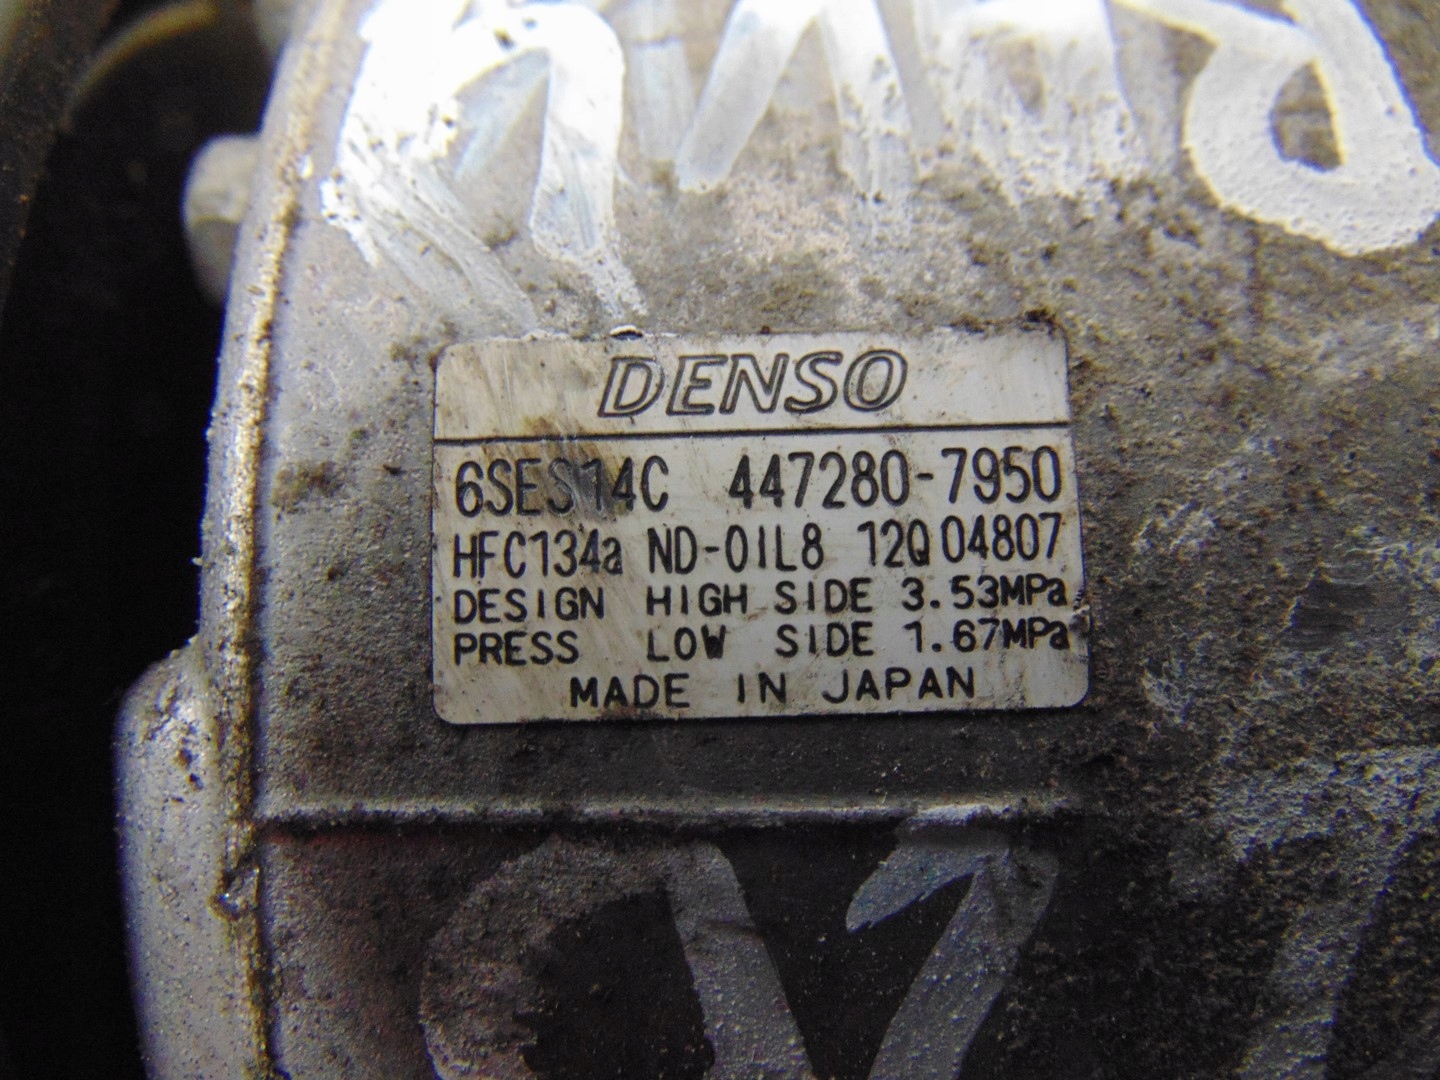 DENSO
6SES14C 447280-7950
HFC134a ND-OIL8 12Q04807
DESIGN HIGH SIDE 3.53MPa
PRESS LOW SIDE 1.67MPa
MADE IN JAPAN